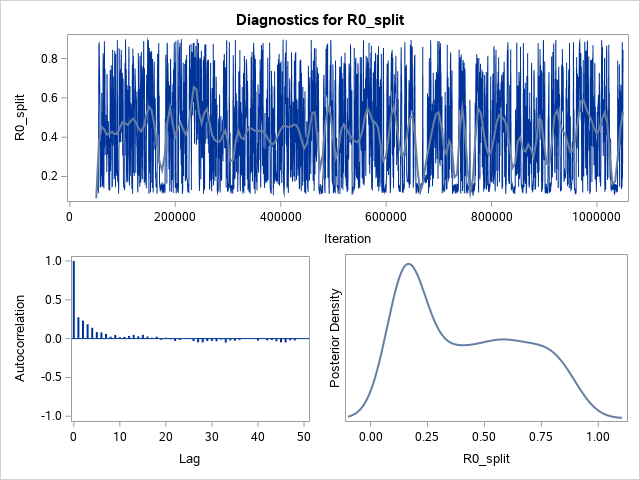 Diagnostics for R0_split
R0_split
0.8
0.6
0.4
0.2
0 200000 400000 600000 800000 1000000
Iteration
Autocorrelation
1.0
0.5
0.0
-0.5
-1.0
0 10 20 30 40 50
Lag
Posterior Density
0.00 0.25 0.50 0.75 1.00
R0_split